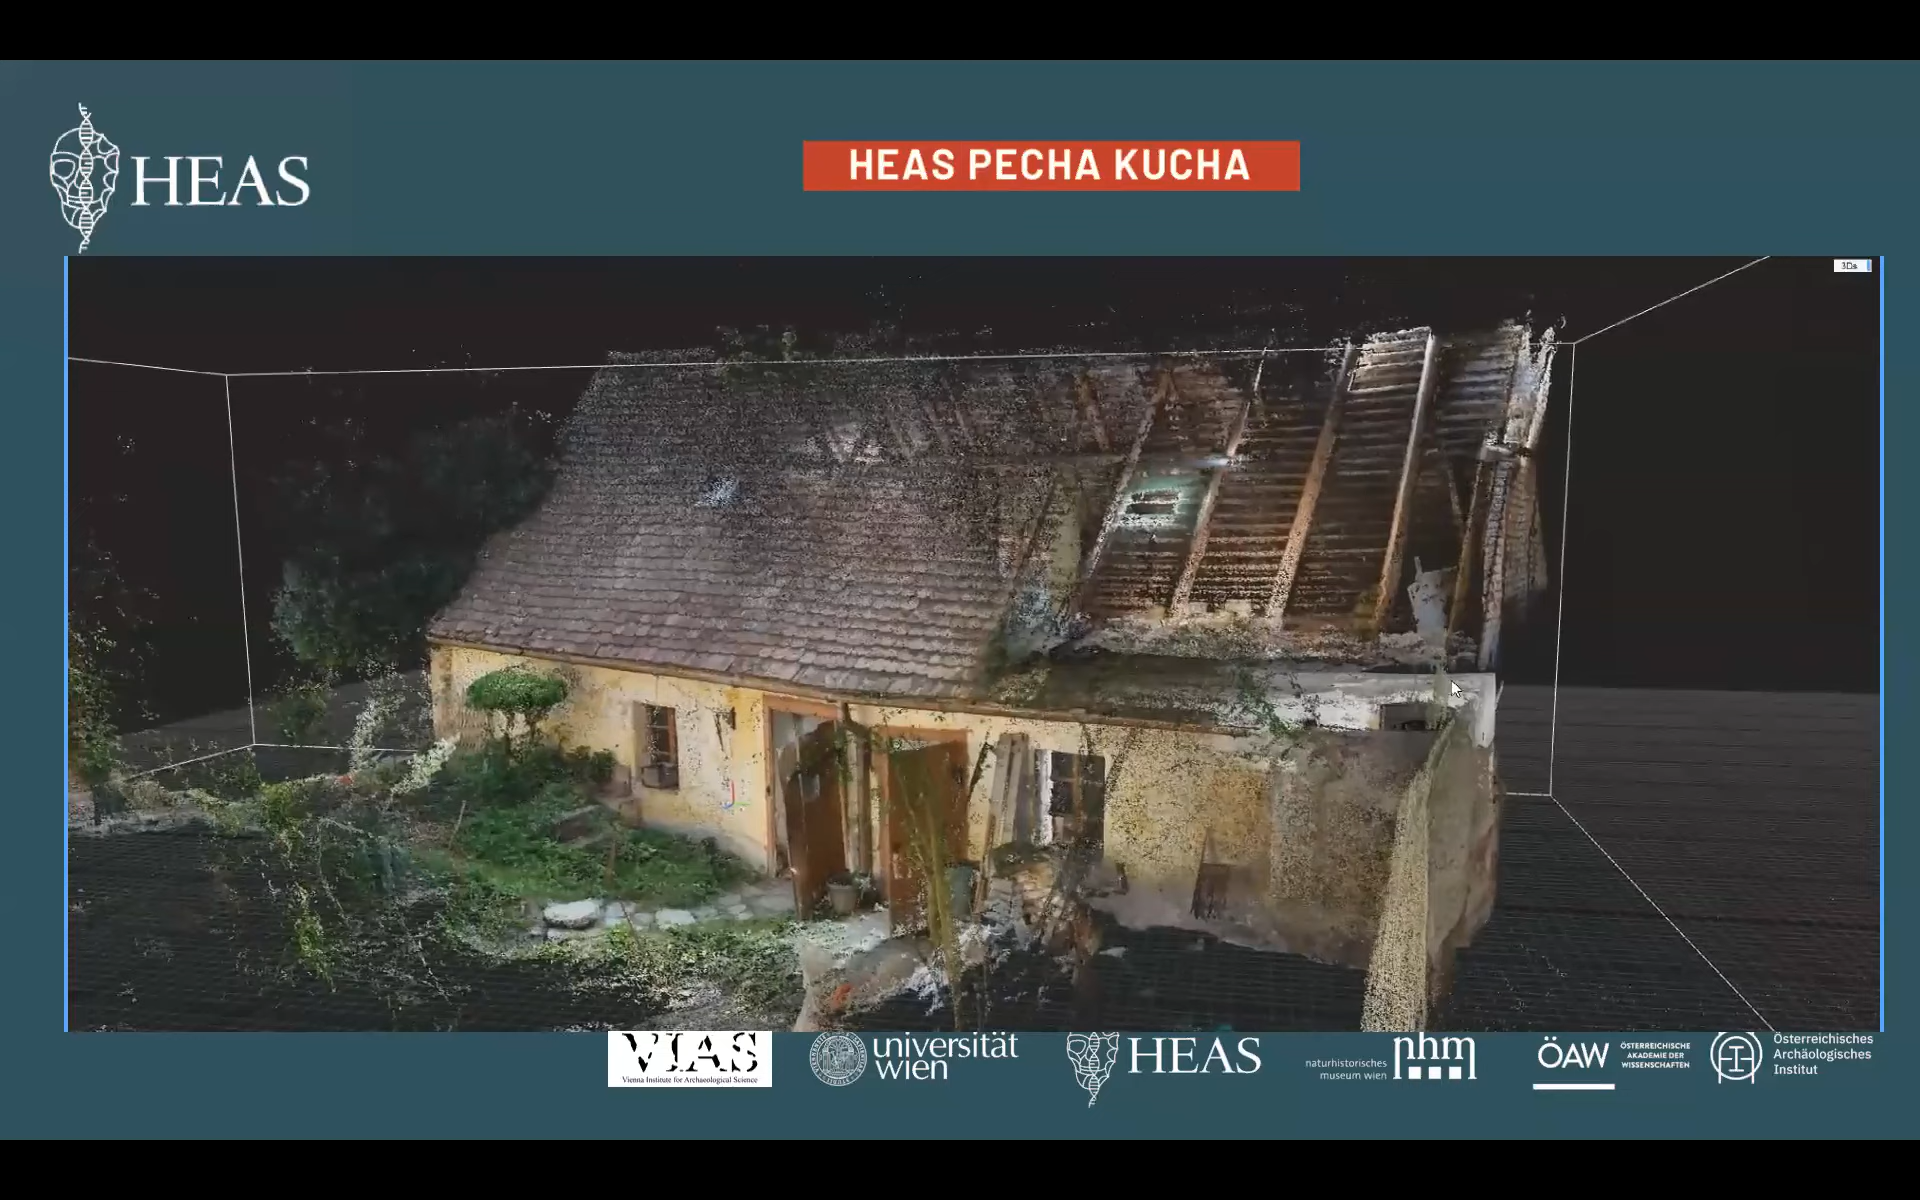 HEAS
HEAS PECHA KUCHA
3Ds
VIAS
Vienna Institute for Archaeological Science
universität
wien
HEAS
naturhistorisches
museum wien
nhm
ÖAW
ÖSTERREICHISCHE
AKADEMIE DER
WISSENSCHAFTEN
Österreichisches
Archäologisches
Institut